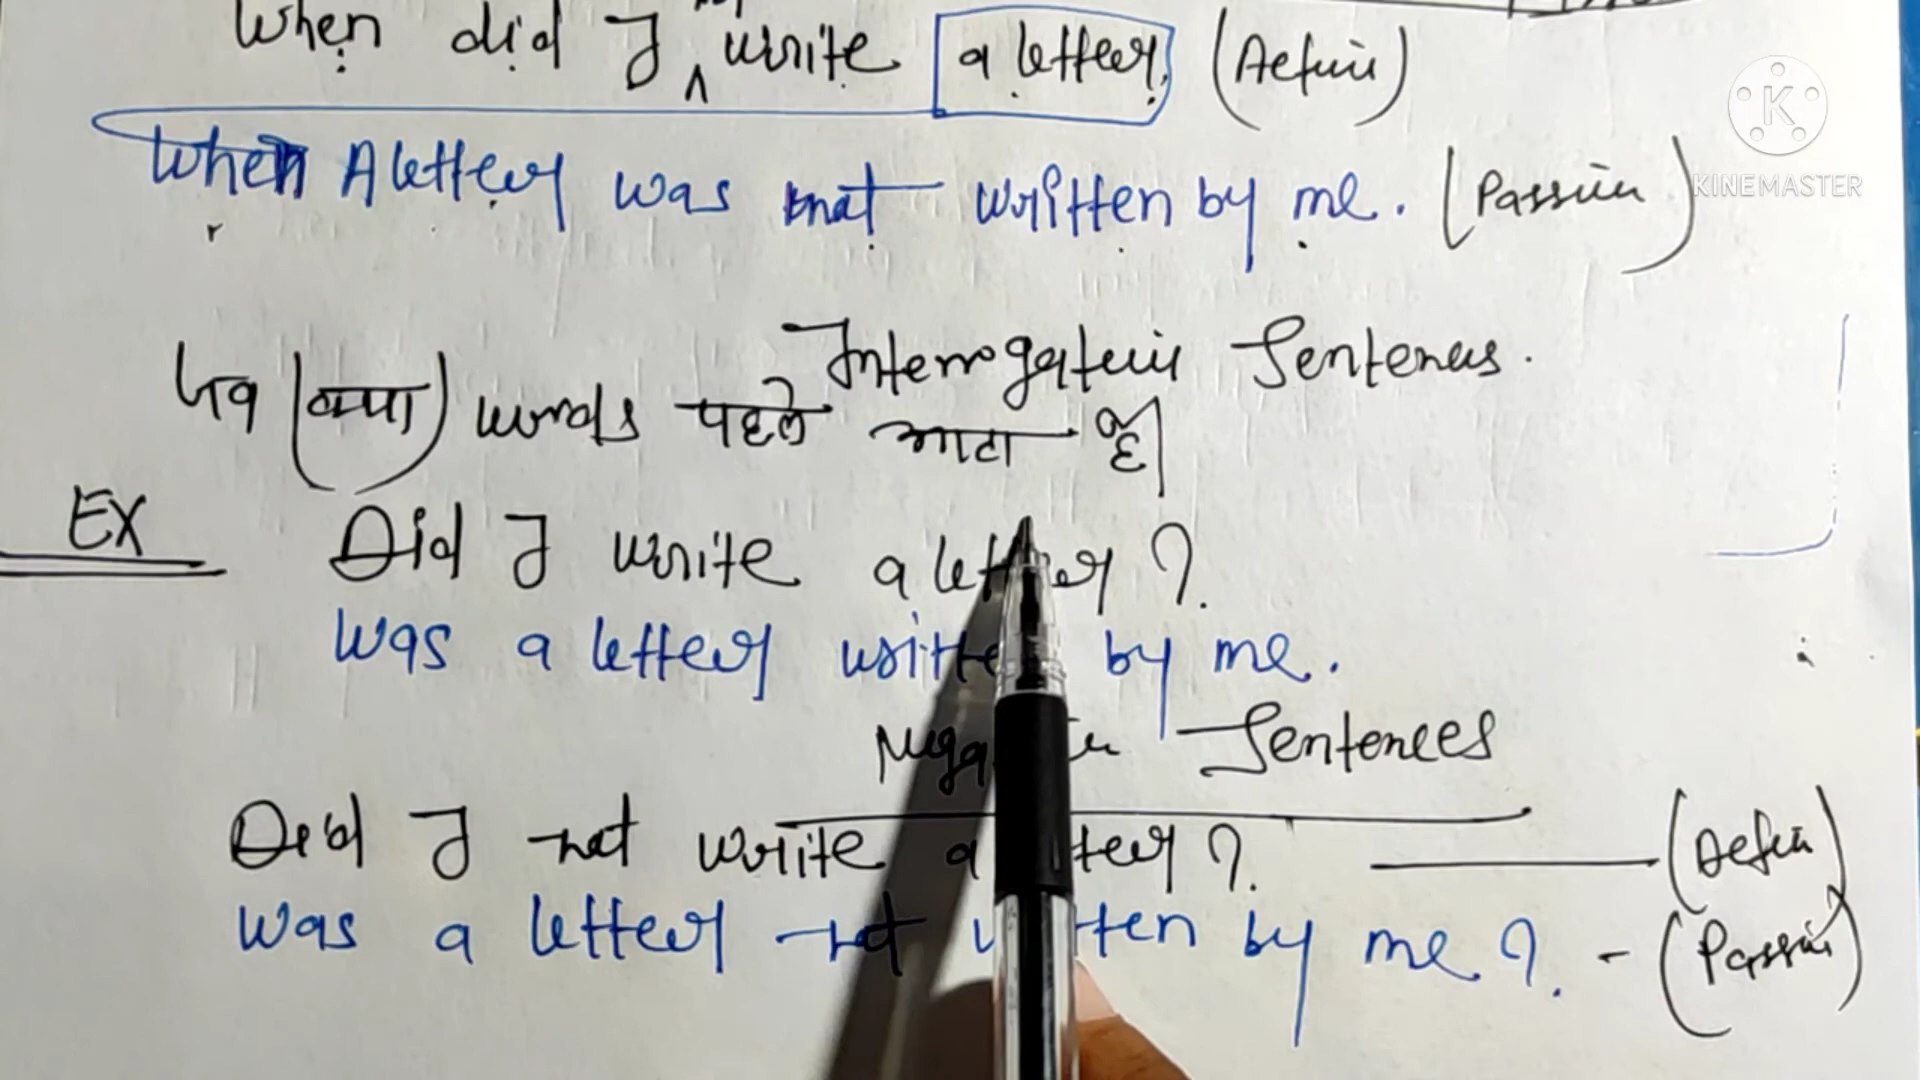 When did I ^ write a letter, (Active)
When A letter was not written by me. (Passive)
KINEMASTER
Interrogative Sentences.
जब (क्या) words पहले आता है|
EX Did I write a letter ?
was a letter written by me.
Negative Sentences
Did I not write a letter ? (Active)
was a letter not written by me ? - (Passive)